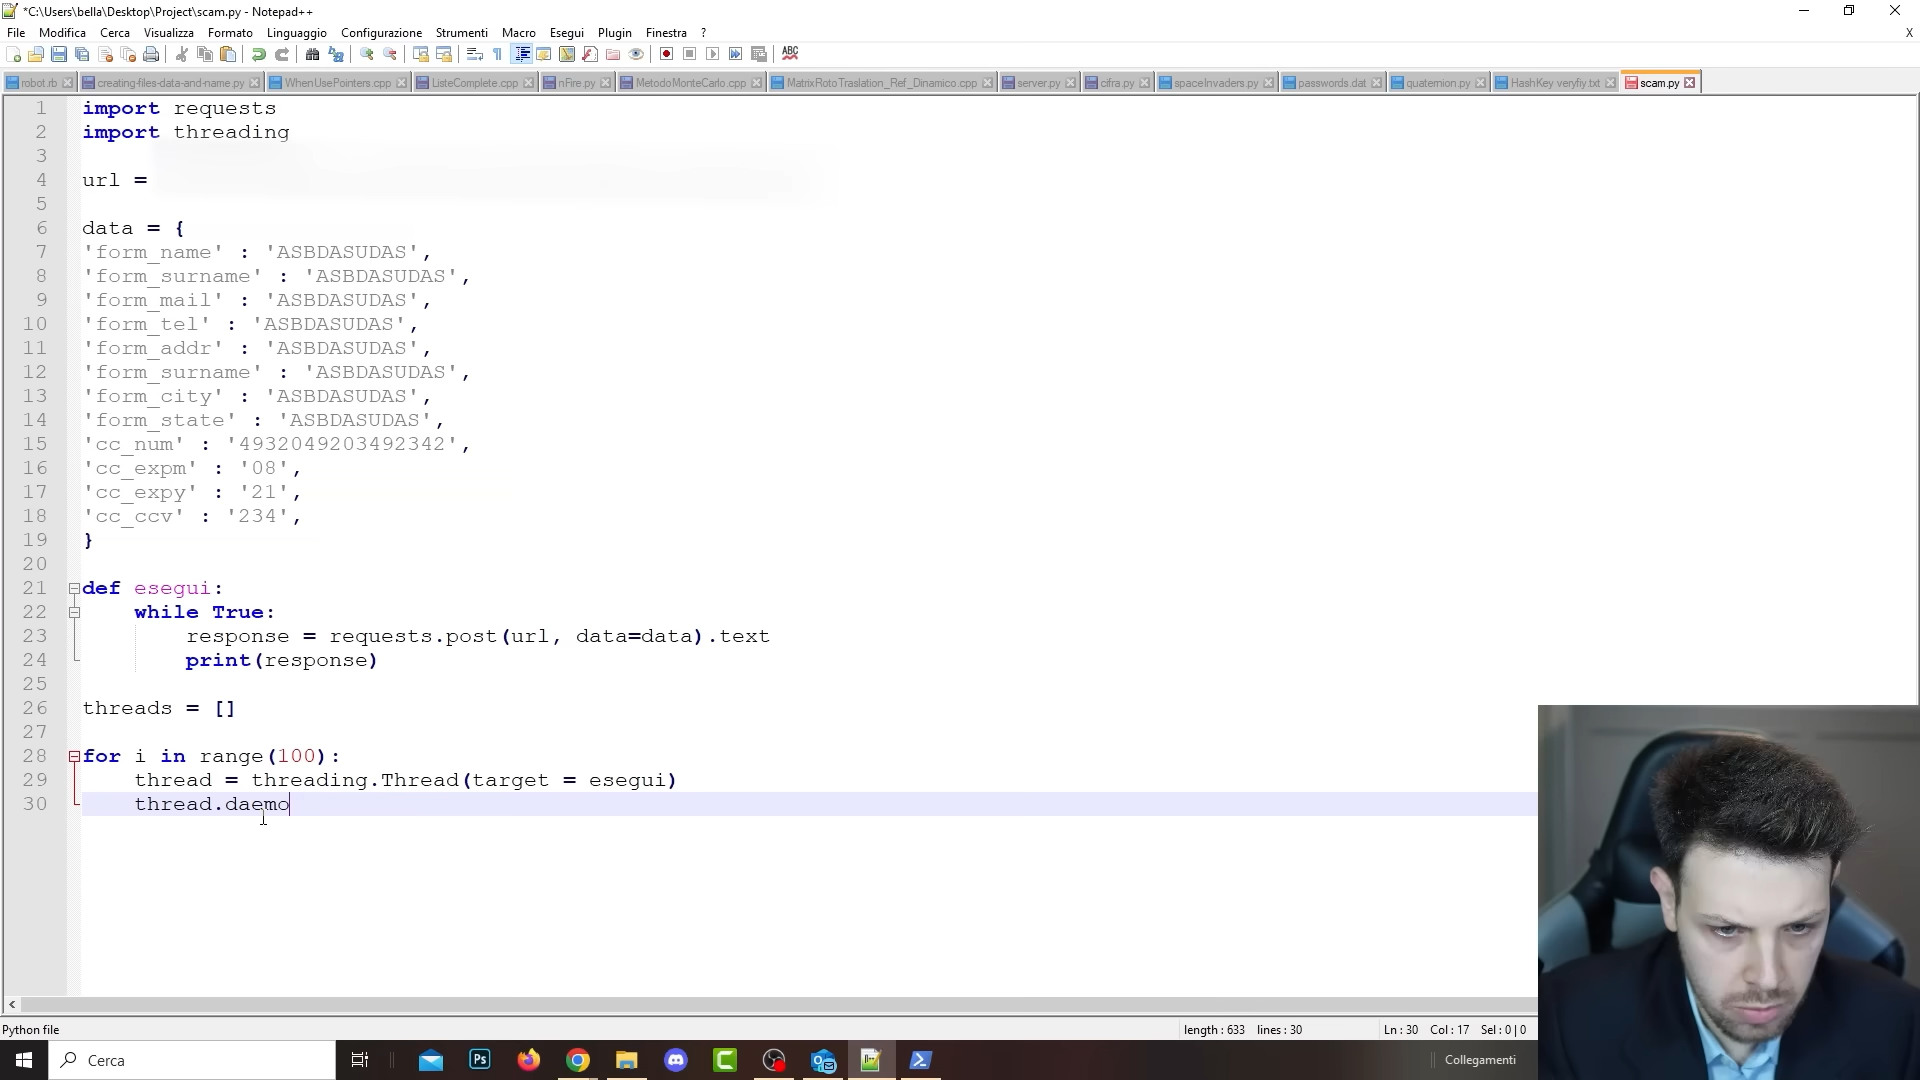 *C:\Users\bella\Desktop\Project\scam.py - Notepad++
File Modifica Cerca Visualizza Formato Linguaggio Configurazione Strumenti Macro Esegui Plugin Finestra ? X
robot.rb creating-files-data-and-name.py WhenUsePointers.cpp ListeComplete.cpp nFire.py MetodoMonteCarlo.cpp MatrixRotoTraslation_Ref_Dinamico.cpp server.py cifra.py spaceInvaders.py passwords.dat quaternion.py HashKey veryfiy.txt scam.py
1 import requests
2 import threading
3
4 url =
5
6 data = {
7 'form_name' : 'ASBDASUDAS',
8 'form_surname' : 'ASBDASUDAS',
9 'form_mail' : 'ASBDASUDAS',
10 'form_tel' : 'ASBDASUDAS',
11 'form_addr' : 'ASBDASUDAS',
12 'form_surname' : 'ASBDASUDAS',
13 'form_city' : 'ASBDASUDAS',
14 'form_state' : 'ASBDASUDAS',
15 'cc_num' : '4932049203492342',
16 'cc_expm' : '08',
17 'cc_expy' : '21',
18 'cc_ccv' : '234',
19 }
20
21 def esegui:
22 while True:
23 response = requests.post(url, data=data).text
24 print(response)
25
26 threads = []
27
28 for i in range(100):
29 thread = threading.Thread(target = esegui)
30 thread.daemo
Python file length : 633 lines : 30 Ln : 30 Col : 17 Sel : 0 | 0
Cerca Ps Collegamenti